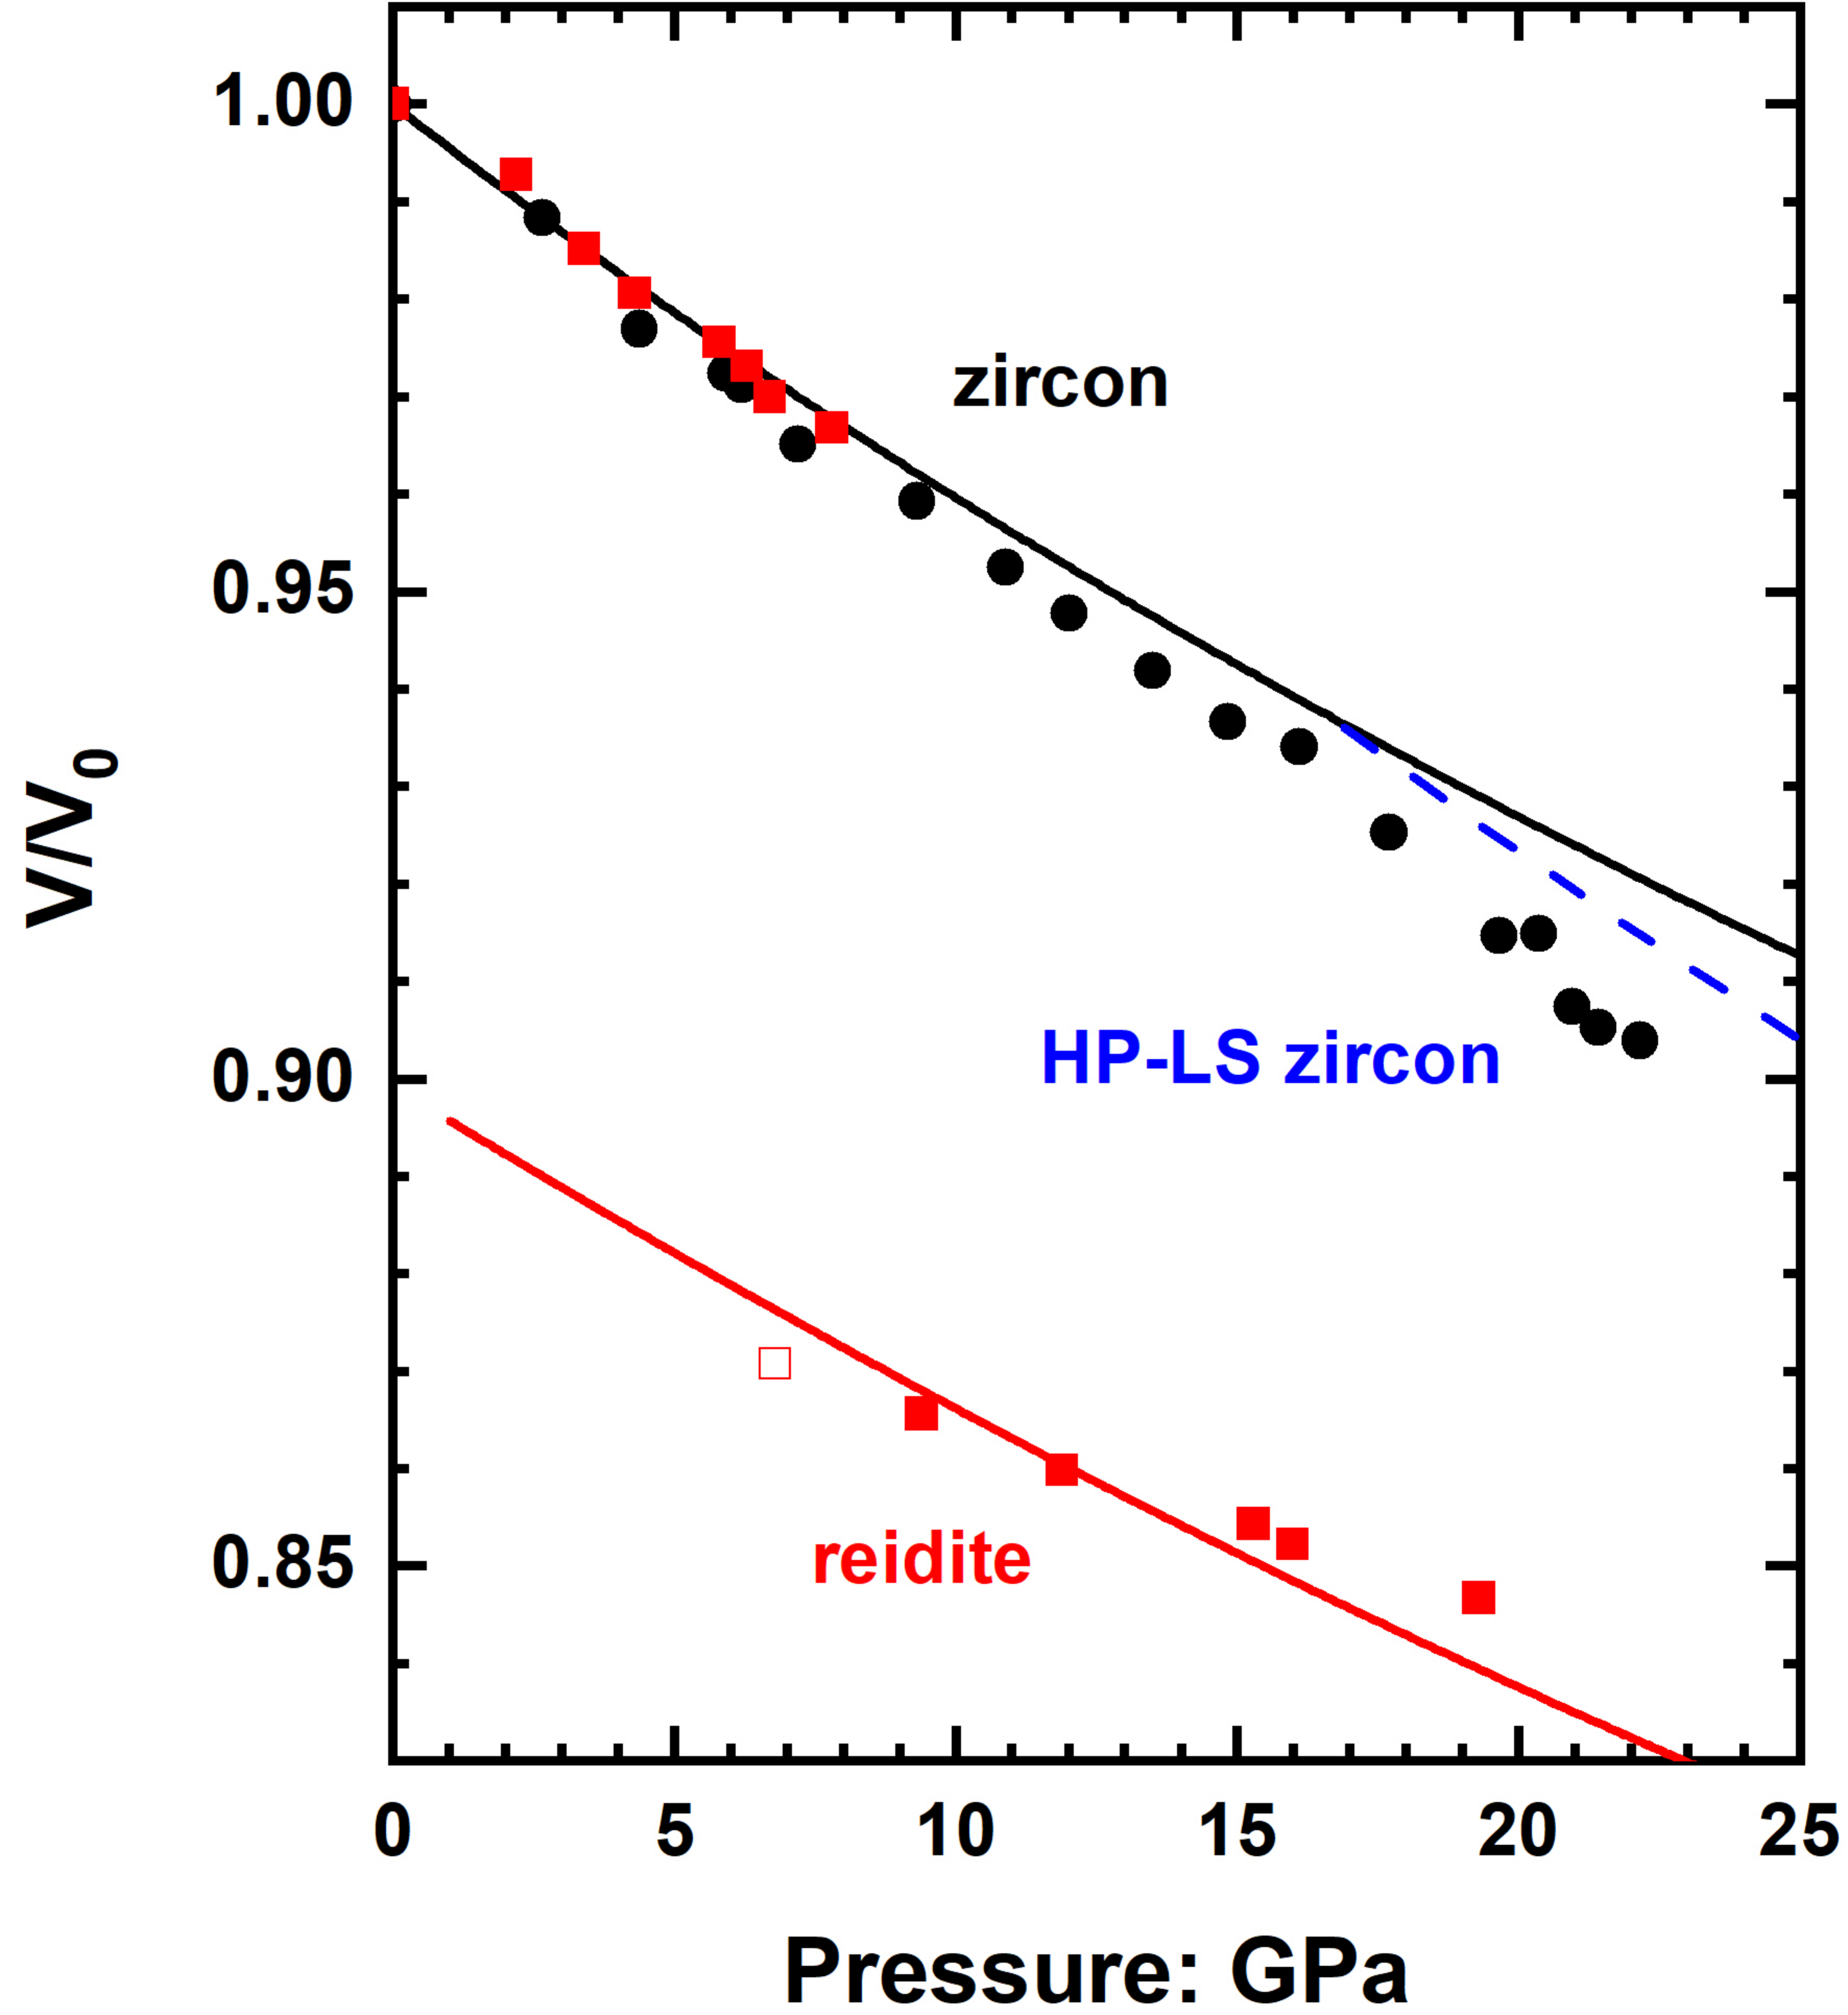 1.00
0.95
0.90
0.85
V/V0
zircon
HP-LS zircon
reidite
0 5 10 15 20 25
Pressure: GPa